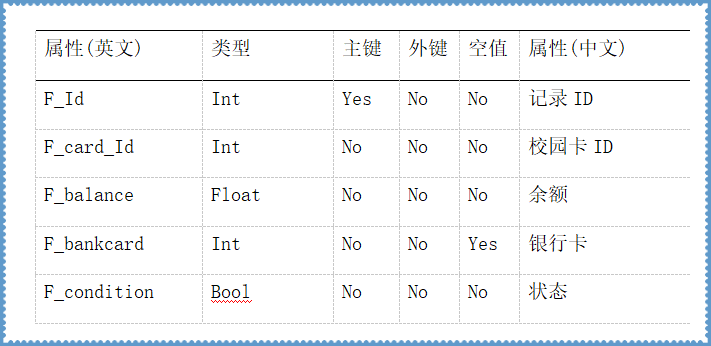 属性(英文) 类型 主键 外键 空值 属性(中文)
F_Id Int Yes No No 记录 ID
F_card_Id Int No No No 校园卡 ID
F_balance Float No No No 余额
F_bankcard Int No No Yes 银行卡
F_condition Bool No No No 状态